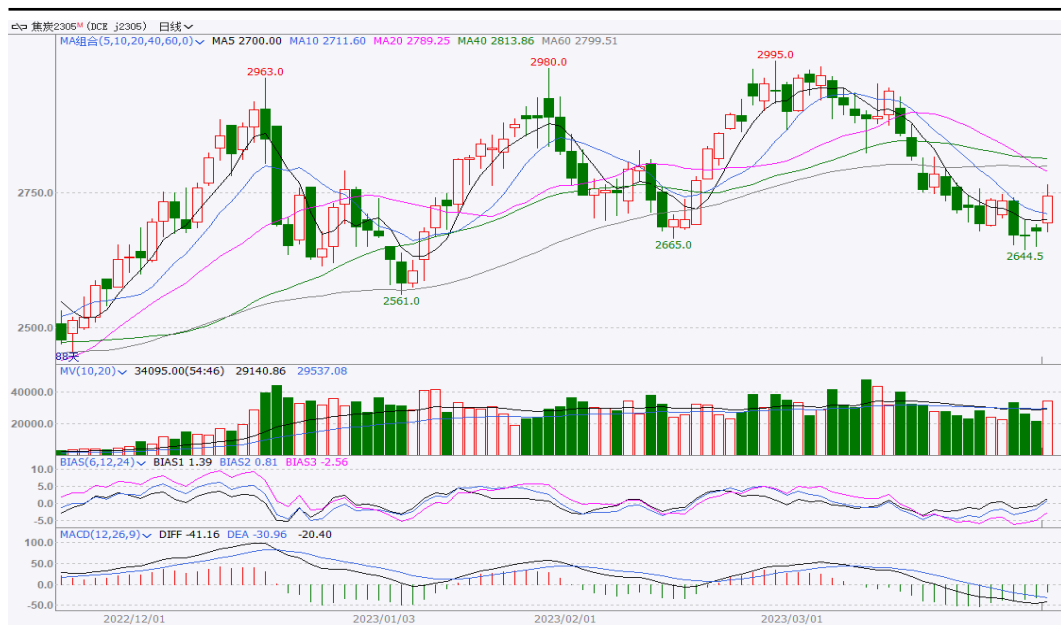 焦炭2305M (DCE j2305) 日线
MA组合(5,10,20,40,60,0) MA5 2700.00 MA10 2711.60 MA20 2789.25 MA40 2813.86 MA60 2799.51
2995.0
2980.0
2963.0
2750.0
2665.0
2644.5
2561.0
2500.0
88天
MV(10,20) 34095.00(54:46) 29140.86 29537.08
40000.0
20000.0
BIAS(6,12,24) BIAS1 1.39 BIAS2 0.81 BIAS3 -2.56
10.0
5.0
0.0
-5.0
MACD(12,26,9) DIFF -41.16 DEA -30.96 -20.40
100.0
50.0
0.0
-50.0
2022/12/01 2023/01/03 2023/02/01 2023/03/01